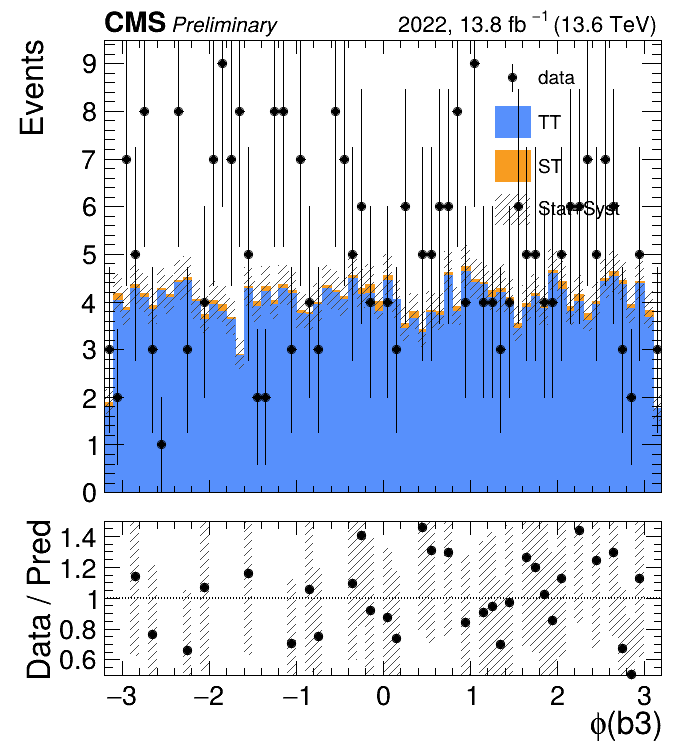 CMS Preliminary 2022, 13.8 fb⁻¹ (13.6 TeV)
Events
9
8
7
6
5
4
3
2
1
0
data
TT
ST
Stat+Syst
Data / Pred
1.4
1.2
1
0.8
0.6
−3 −2 −1 0 1 2 3
ϕ(b3)